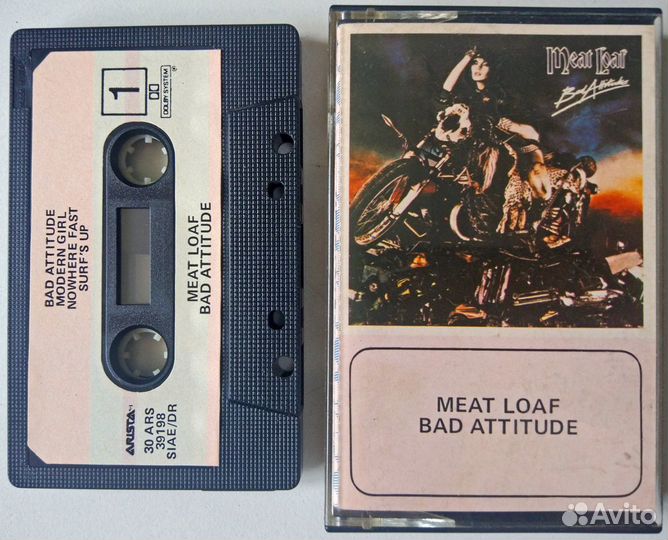 1
DOLBY SYSTEM
BAD ATTITUDE
MODERN GIRL
NOWHERE FAST
SURF'S UP
MEAT LOAF
BAD ATTITUDE
ARISTA
30 ARS
39198
SIAE/DR
Meat Loaf
Bad Attitude
MEAT LOAF
BAD ATTITUDE
Avito